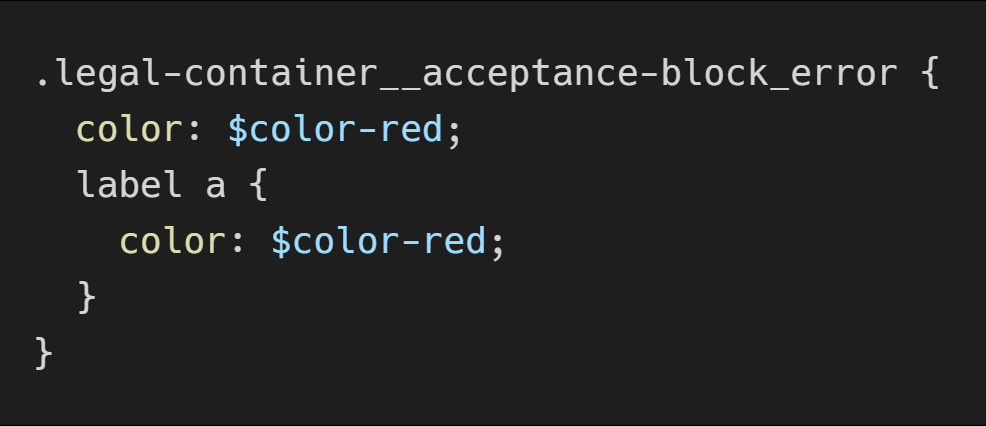 .legal-container__acceptance-block_error {
  color: $color-red;
  label a {
    color: $color-red;
  }
}